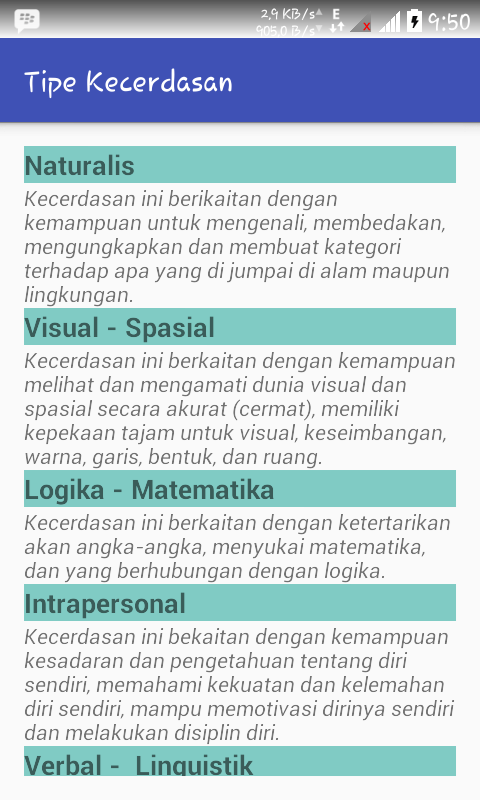 2,9 KB/s E
905,0 B/s 9:50
Tipe Kecerdasan
Naturalis
Kecerdasan ini berikaitan dengan
kemampuan untuk mengenali, membedakan,
mengungkapkan dan membuat kategori
terhadap apa yang di jumpai di alam maupun
lingkungan.
Visual - Spasial
Kecerdasan ini berkaitan dengan kemampuan
melihat dan mengamati dunia visual dan
spasial secara akurat (cermat), memiliki
kepekaan tajam untuk visual, keseimbangan,
warna, garis, bentuk, dan ruang.
Logika - Matematika
Kecerdasan ini berkaitan dengan ketertarikan
akan angka-angka, menyukai matematika,
dan yang berhubungan dengan logika.
Intrapersonal
Kecerdasan ini bekaitan dengan kemampuan
kesadaran dan pengetahuan tentang diri
sendiri, memahami kekuatan dan kelemahan
diri sendiri, mampu memotivasi dirinya sendiri
dan melakukan disiplin diri.
Verbal - Linguistik